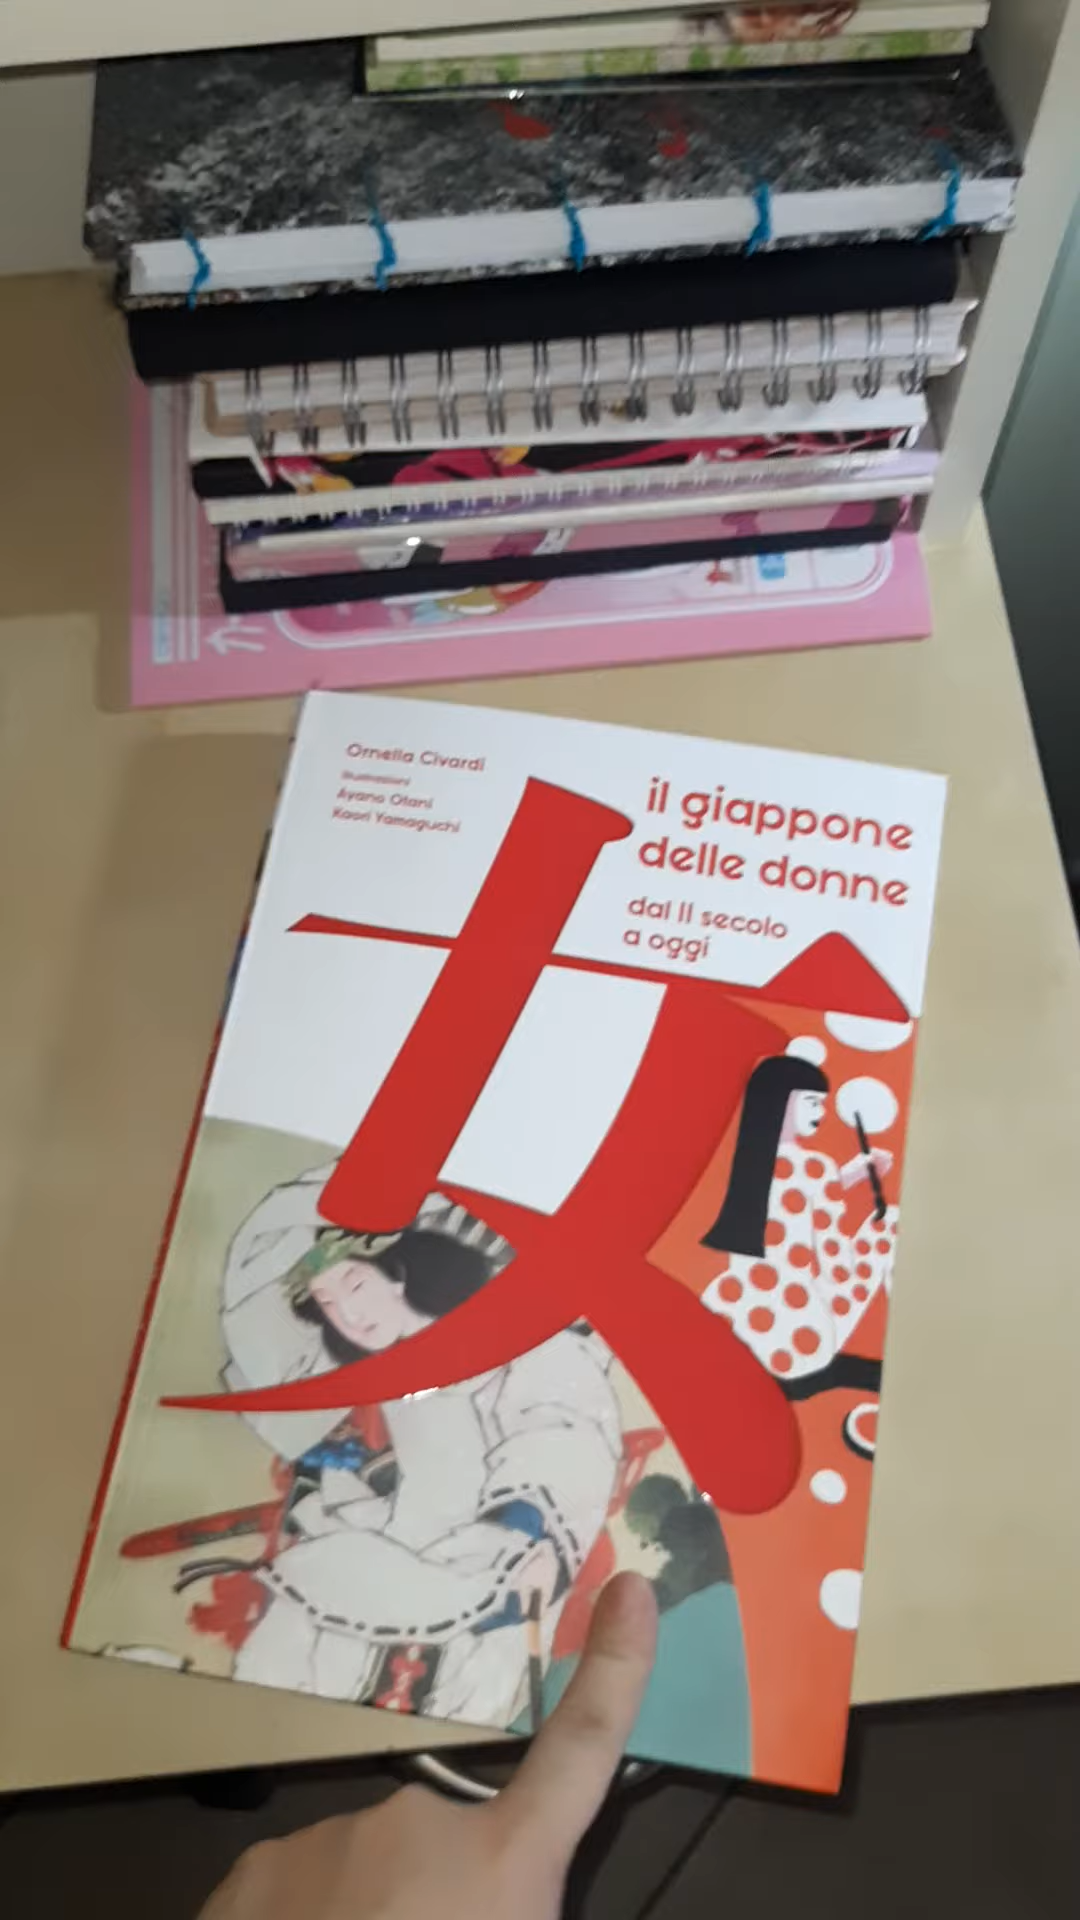 Ornella Civardi
illustrazioni
Ayano Otani
Kaori Yamaguchi
il giappone
delle donne
dal II secolo
a oggi
女